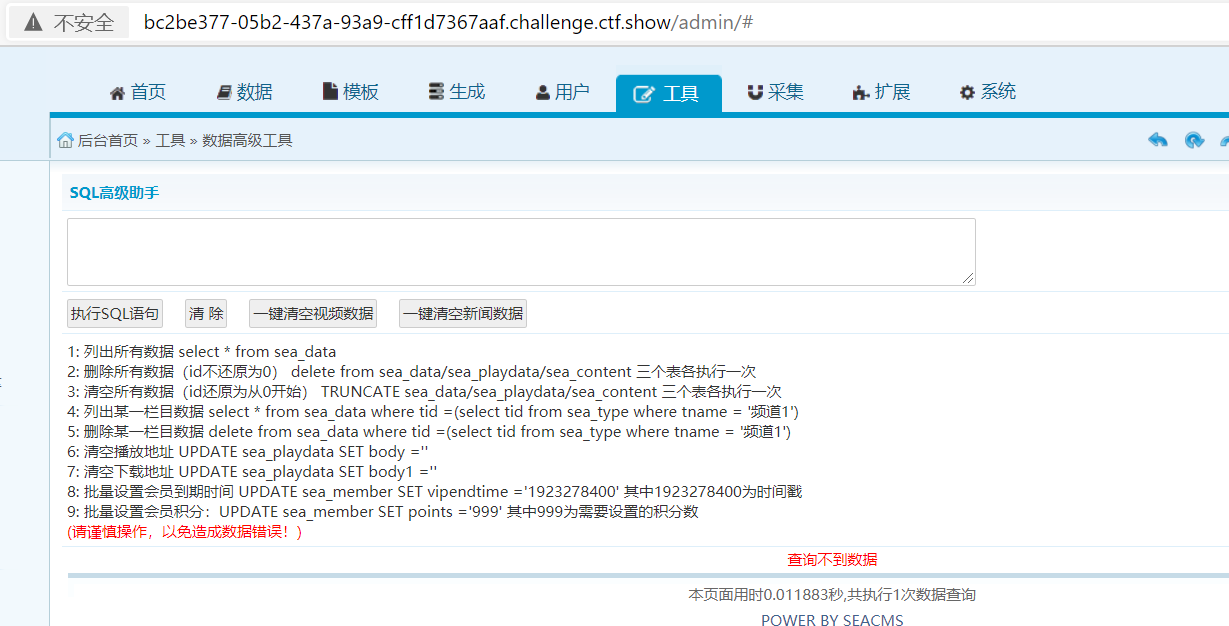 不安全 bc2be377-05b2-437a-93a9-cff1d7367aaf.challenge.ctf.show/admin/#
首页 数据 模板 生成 用户 工具 采集 扩展 系统
后台首页 » 工具 » 数据高级工具
SQL高级助手
执行SQL语句 清 除 一键清空视频数据 一键清空新闻数据
1: 列出所有数据 select * from sea_data
2: 删除所有数据（id不还原为0） delete from sea_data/sea_playdata/sea_content 三个表各执行一次
3: 清空所有数据（id还原为从0开始） TRUNCATE sea_data/sea_playdata/sea_content 三个表各执行一次
4: 列出某一栏目数据 select * from sea_data where tid =(select tid from sea_type where tname = '频道1')
5: 删除某一栏目数据 delete from sea_data where tid =(select tid from sea_type where tname = '频道1')
6: 清空播放地址 UPDATE sea_playdata SET body =''
7: 清空下载地址 UPDATE sea_playdata SET body1 =''
8: 批量设置会员到期时间 UPDATE sea_member SET vipendtime ='1923278400' 其中1923278400为时间戳
9: 批量设置会员积分：UPDATE sea_member SET points ='999' 其中999为需要设置的积分数
(请谨慎操作，以免造成数据错误！)
查询不到数据
本页面用时0.011883秒,共执行1次数据查询
POWER BY SEACMS